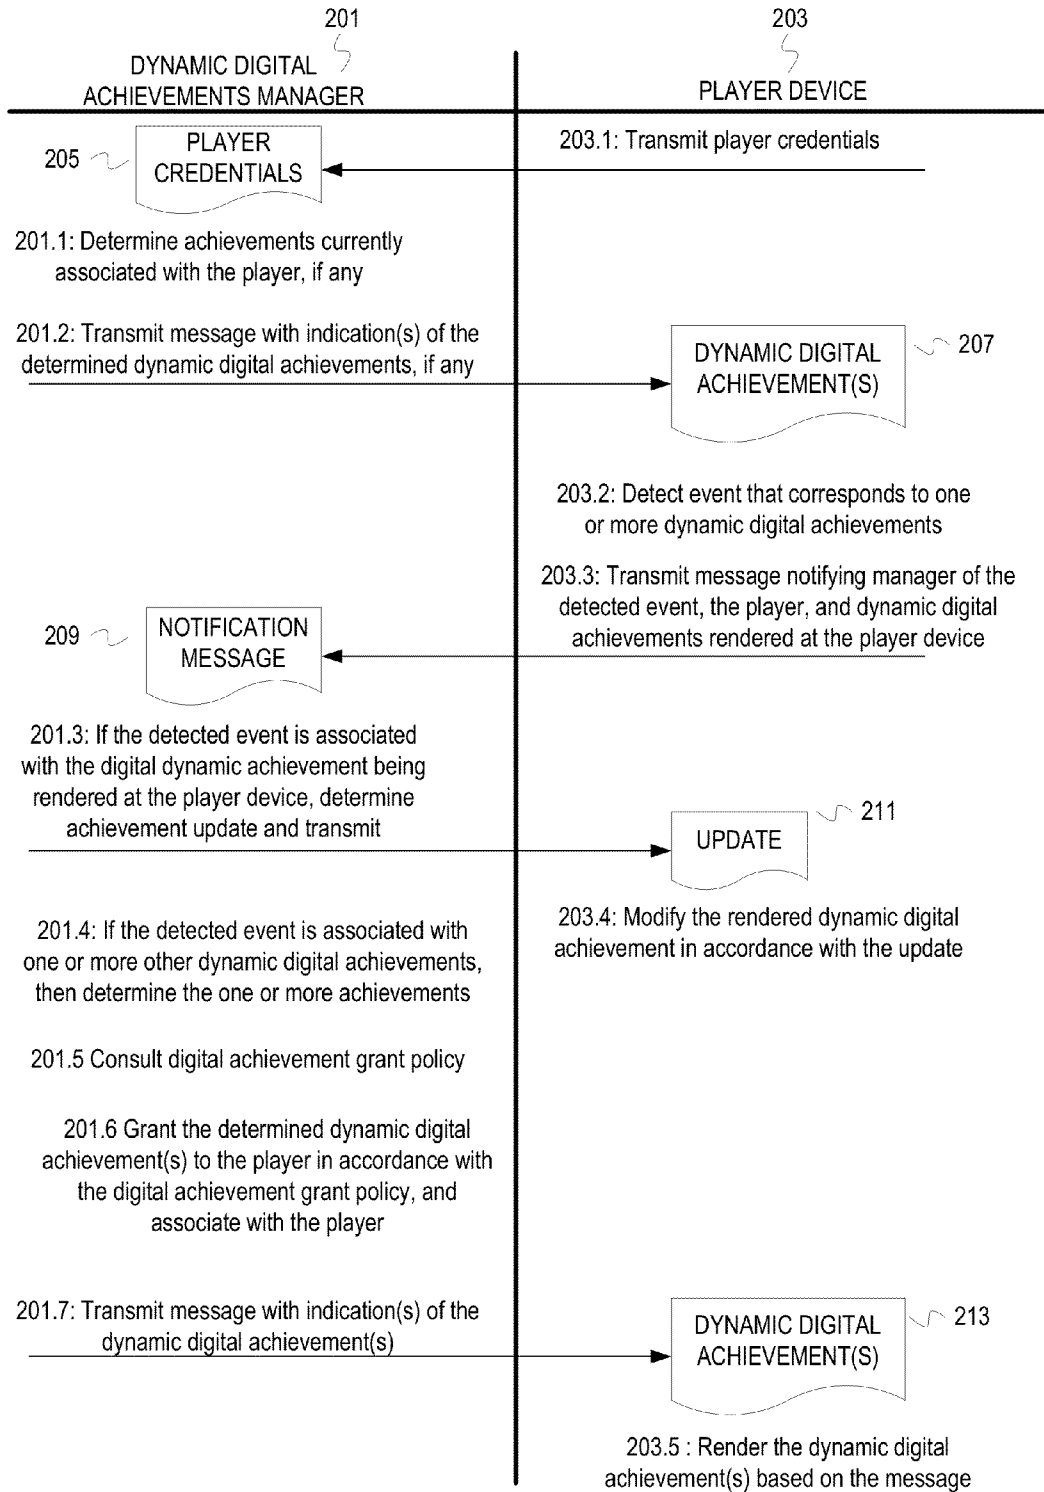 201
203
DYNAMIC DIGITAL
ACHIEVEMENTS MANAGER
PLAYER DEVICE
PLAYER
CREDENTIALS
205
203.1: Transmit player credentials
201.1: Determine achievements currently
associated with the player, if any
201.2: Transmit message with indication(s) of the
determined dynamic digital achievements, if any
DYNAMIC DIGITAL
ACHIEVEMENT(S)
207
203.2: Detect event that corresponds to one
or more dynamic digital achievements
203.3: Transmit message notifying manager of the
detected event, the player, and dynamic digital
achievements rendered at the player device
209
NOTIFICATION
MESSAGE
201.3: If the detected event is associated
with the digital dynamic achievement being
rendered at the player device, determine
achievement update and transmit
UPDATE
211
203.4: Modify the rendered dynamic digital
achievement in accordance with the update
201.4: If the detected event is associated with
one or more other dynamic digital achievements,
then determine the one or more achievements
201.5 Consult digital achievement grant policy
201.6 Grant the determined dynamic digital
achievement(s) to the player in accordance with
the digital achievement grant policy, and
associate with the player
201.7: Transmit message with indication(s) of the
dynamic digital achievement(s)
DYNAMIC DIGITAL
ACHIEVEMENT(S)
213
203.5 : Render the dynamic digital
achievement(s) based on the message